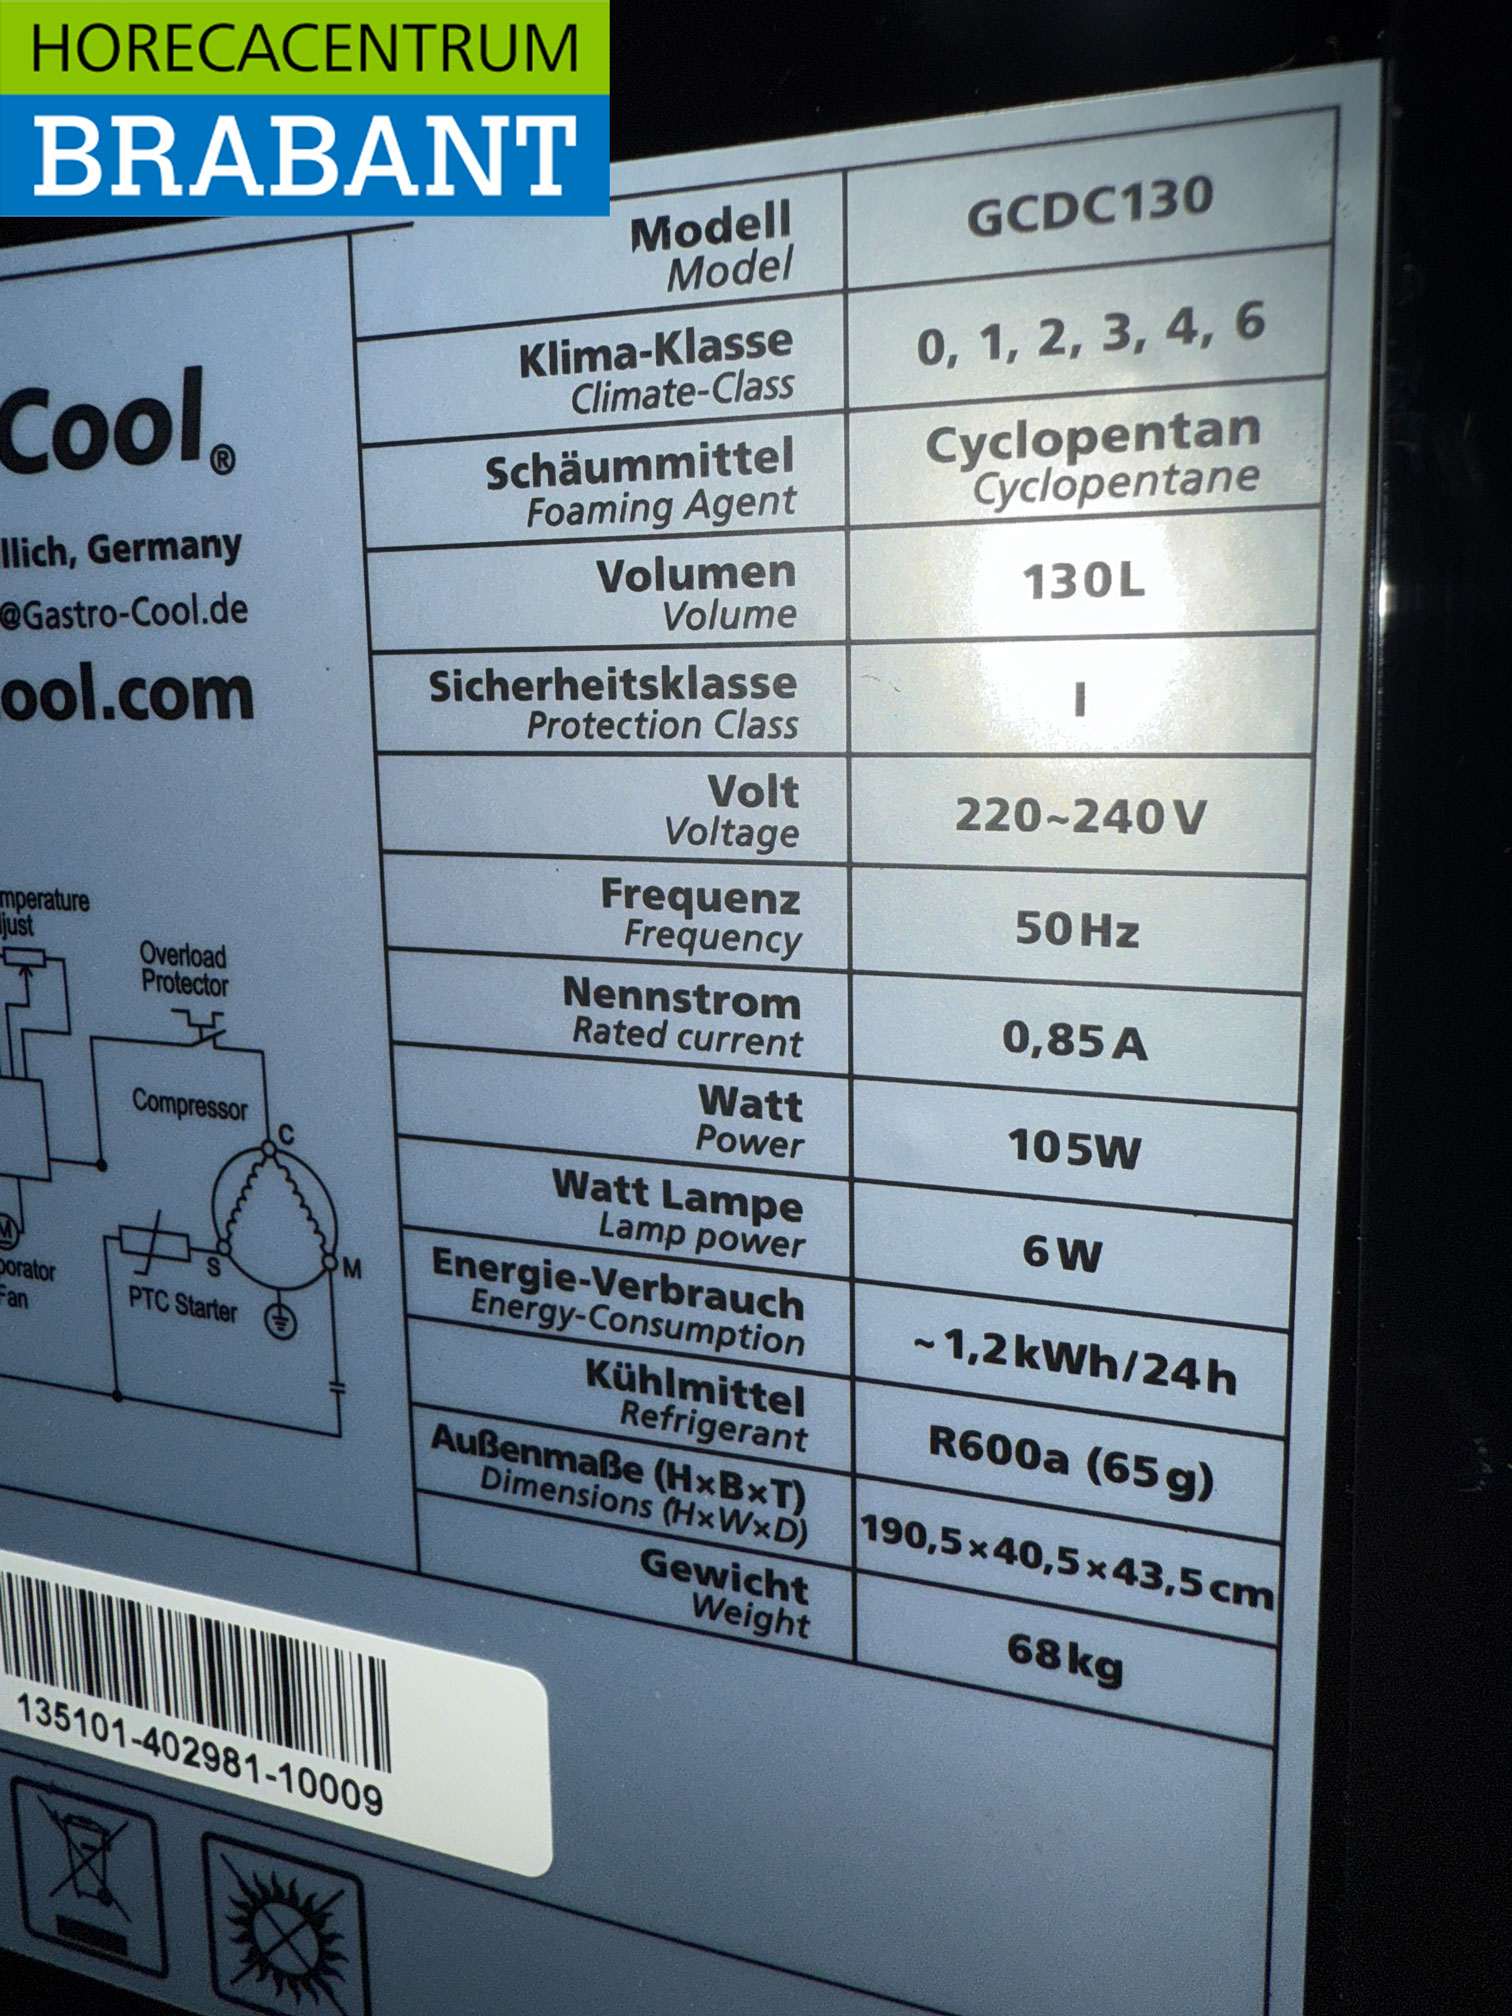 HORECACENTRUM
BRABANT
Cool®
llich, Germany
@Gastro-Cool.de
ool.com
Modell
Model
GCDC130
Klima-Klasse
Climate-Class
0, 1, 2, 3, 4, 6
Schäummittel
Foaming Agent
Cyclopentan
Cyclopentane
Volumen
Volume
130L
Sicherheitsklasse
Protection Class
I
Volt
Voltage
220~240V
Frequenz
Frequency
50Hz
Nennstrom
Rated current
0,85A
Watt
Power
105W
Watt Lampe
Lamp power
6W
Energie-Verbrauch
Energy-Consumption
~1,2kWh/24h
Kühlmittel
Refrigerant
R600a (65g)
Außenmaße (H×B×T)
Dimensions (H×W×D)
190,5×40,5×43,5cm
Gewicht
Weight
68kg
mperature
just
Overload
Protector
Compressor
C
S
M
M
porator
Fan
PTC Starter
135101-402981-10009